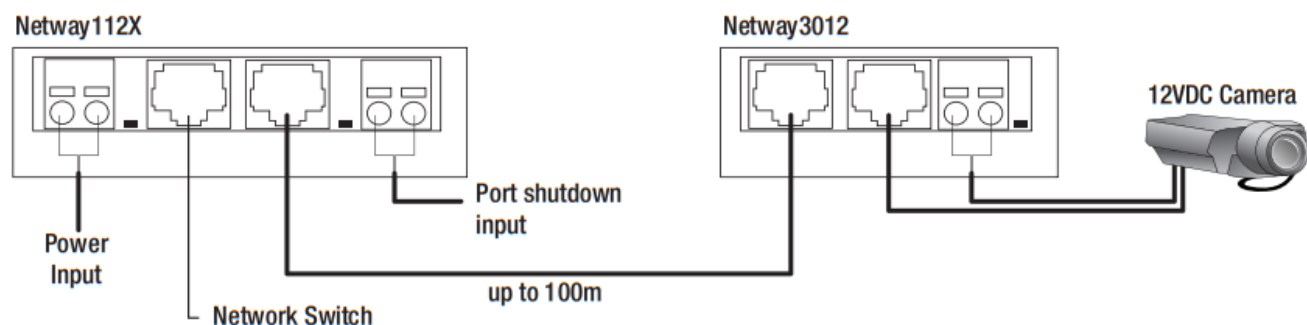 Netway112X
Netway3012
12VDC Camera
Port shutdown
input
Power
Input
up to 100m
Network Switch